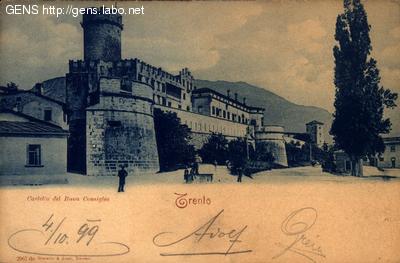 GENS http://gens.labo.net
Castello del Buon Consiglio
Trento
4/10.99
Adolf